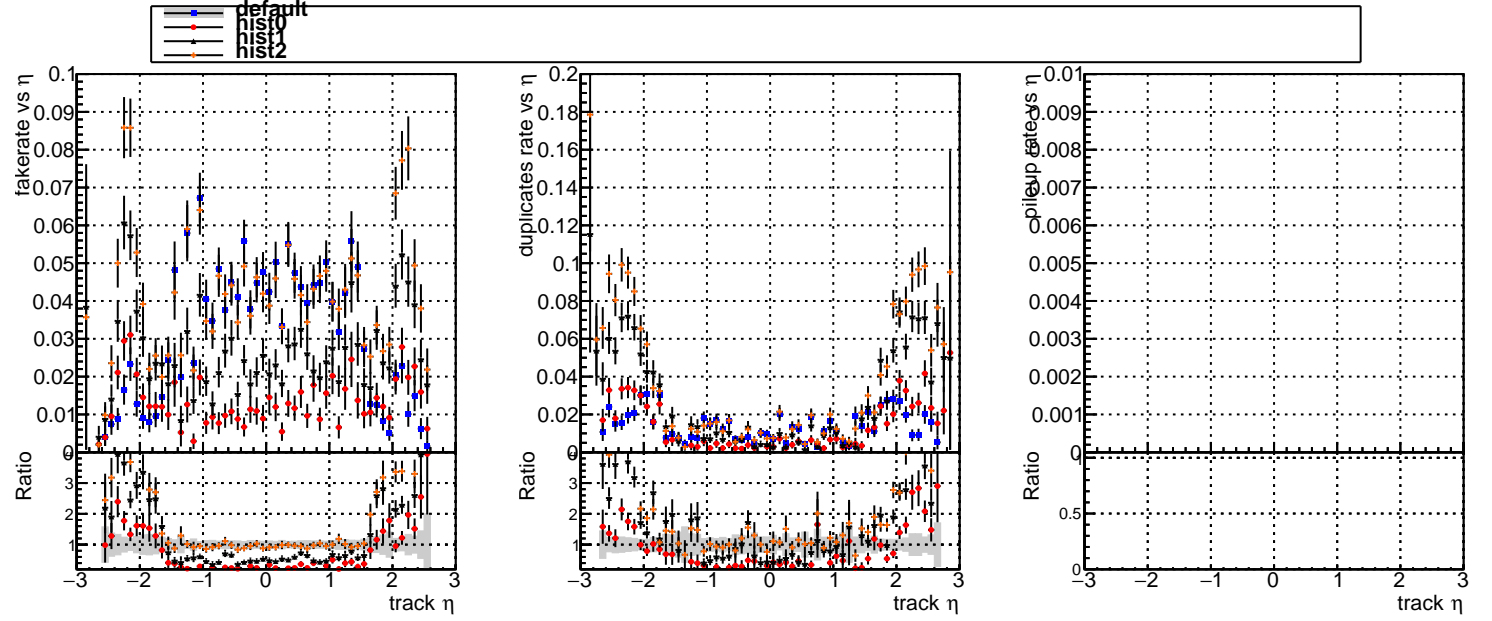 default
hist0
hist1
hist2
fakerate vs η
0.1
0.09
0.08
0.07
0.06
0.05
0.04
0.03
0.02
0.01
0
Ratio
3
2
1
−3 −2 −1 0 1 2 3
track η
duplicates rate vs η
0.2
0.18
0.16
0.14
0.12
0.1
0.08
0.06
0.04
0.02
0
Ratio
3
2
1
−3 −2 −1 0 1 2 3
track η
pileup rate vs η
0.01
0.009
0.008
0.007
0.006
0.005
0.004
0.003
0.002
0.001
0
Ratio
0.5
0
−3 −2 −1 0 1 2 3
track η